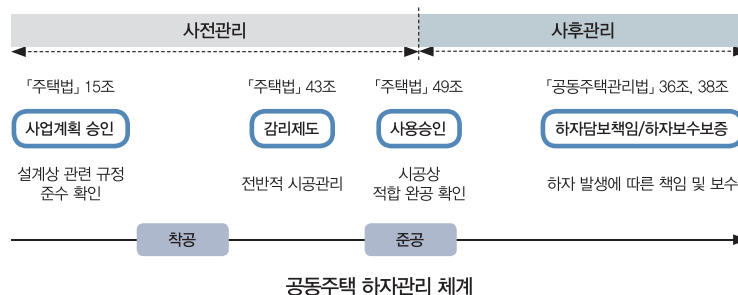 사전관리
사후관리
「주택법」 15조
「주택법」 43조
「주택법」 49조
「공동주택관리법」 36조, 38조
사업계획 승인
감리제도
사용승인
하자담보책임/하자보수보증
설계상 관련 규정
준수 확인
전반적 시공관리
시공상
적합 완공 확인
하자 발생에 따른 책임 및 보수
착공
준공
공동주택 하자관리 체계